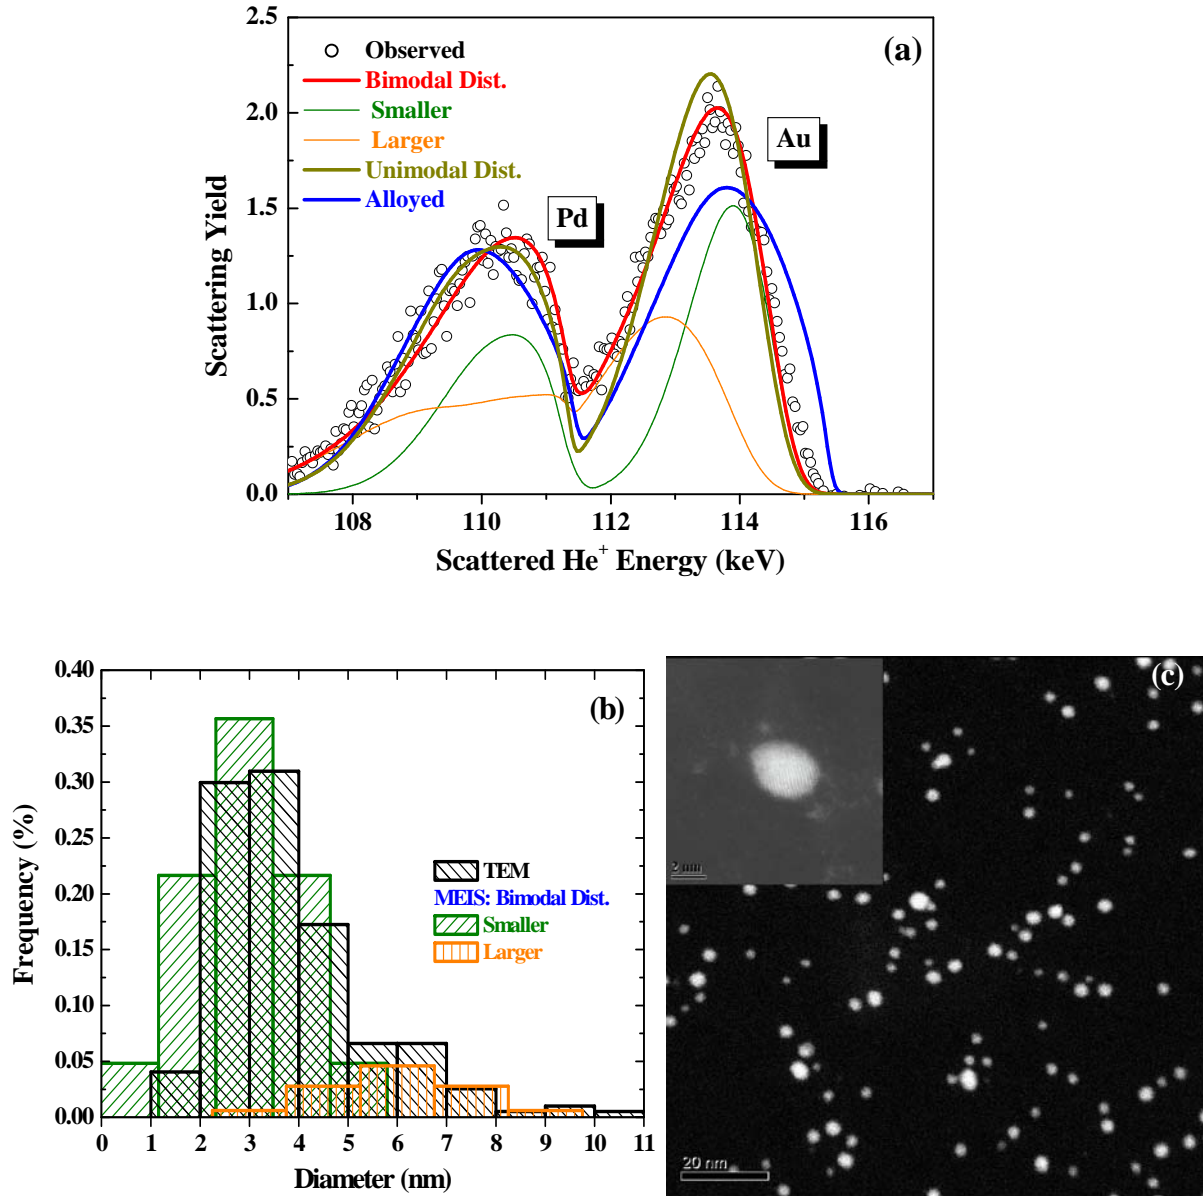 2.5
2.0
1.5
1.0
0.5
0.0
Scattering Yield
Observed
Bimodal Dist.
Smaller
Larger
Unimodal Dist.
Alloyed
(a)
Au
Pd
108 110 112 114 116
Scattered He⁺ Energy (keV)
0.40
0.35
0.30
0.25
0.20
0.15
0.10
0.05
0.00
Frequency (%)
(b)
TEM
MEIS: Bimodal Dist.
Smaller
Larger
0 1 2 3 4 5 6 7 8 9 10 11
Diameter (nm)
(c)
2 nm
20 nm